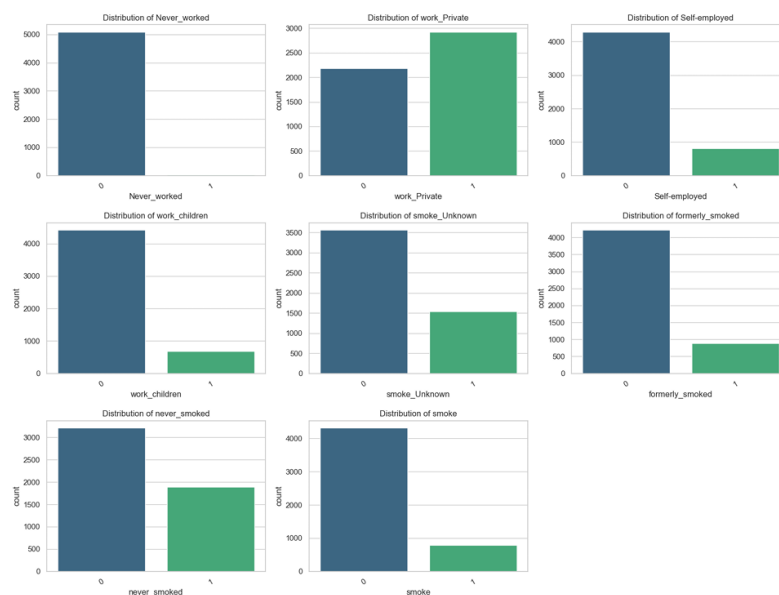 Distribution of Never_worked
5000
4000
3000
2000
1000
0
count
0
1
Never_worked
Distribution of work_Private
3000
2500
2000
1500
1000
500
0
count
0
1
work_Private
Distribution of Self-employed
4000
3000
2000
1000
0
count
0
1
Self-employed
Distribution of work_children
4000
3000
2000
1000
0
count
0
1
work_children
Distribution of smoke_Unknown
3500
3000
2500
2000
1500
1000
500
0
count
0
1
smoke_Unknown
Distribution of formerly_smoked
4000
3500
3000
2500
2000
1500
1000
500
0
count
0
1
formerly_smoked
Distribution of never_smoked
3000
2500
2000
1500
1000
500
0
count
0
1
never_smoked
Distribution of smoke
4000
3000
2000
1000
0
count
0
1
smoke